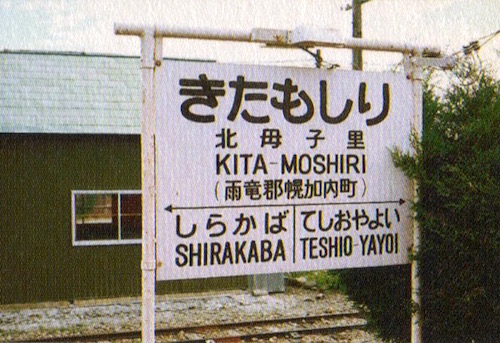 きたもしり
北母子里
KITA-MOSHIRI
(雨竜郡幌加内町)
しらかば てしおやよい
SHIRAKABA TESHIO-YAYOI